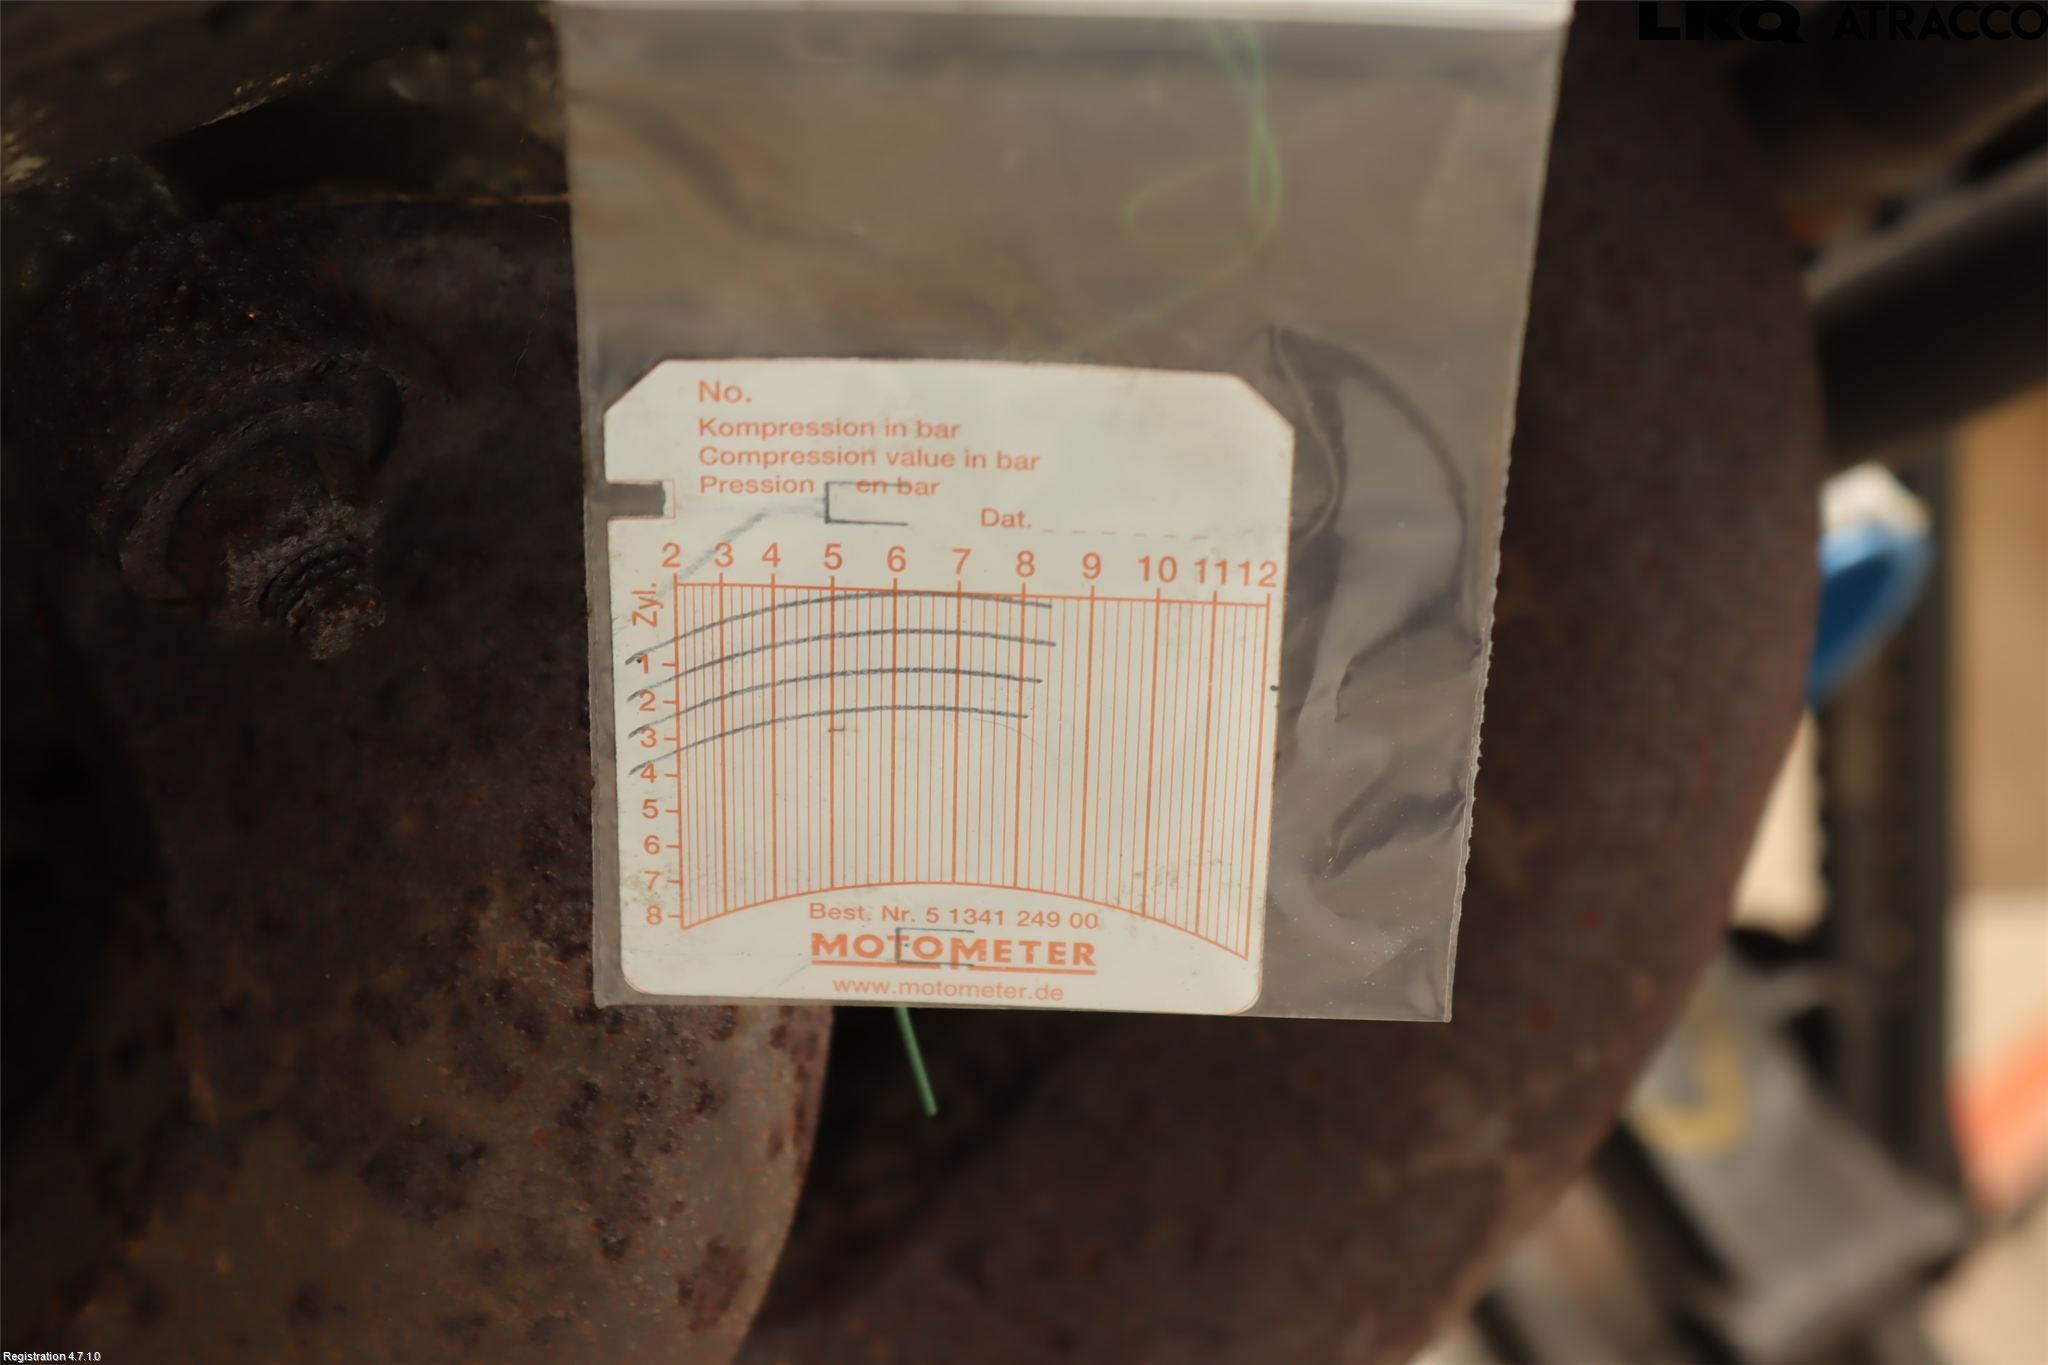 LKQ ATRACCO
No.
Kompression in bar
Compression value in bar
Pression en bar
Dat.
2 3 4 5 6 7 8 9 10 11 12
Zyl.
1
2
3
4
5
6
7
8
Best. Nr. 5 1341 249 00
MOTOMETER
www.motometer.de
Registration 4.7.1.0